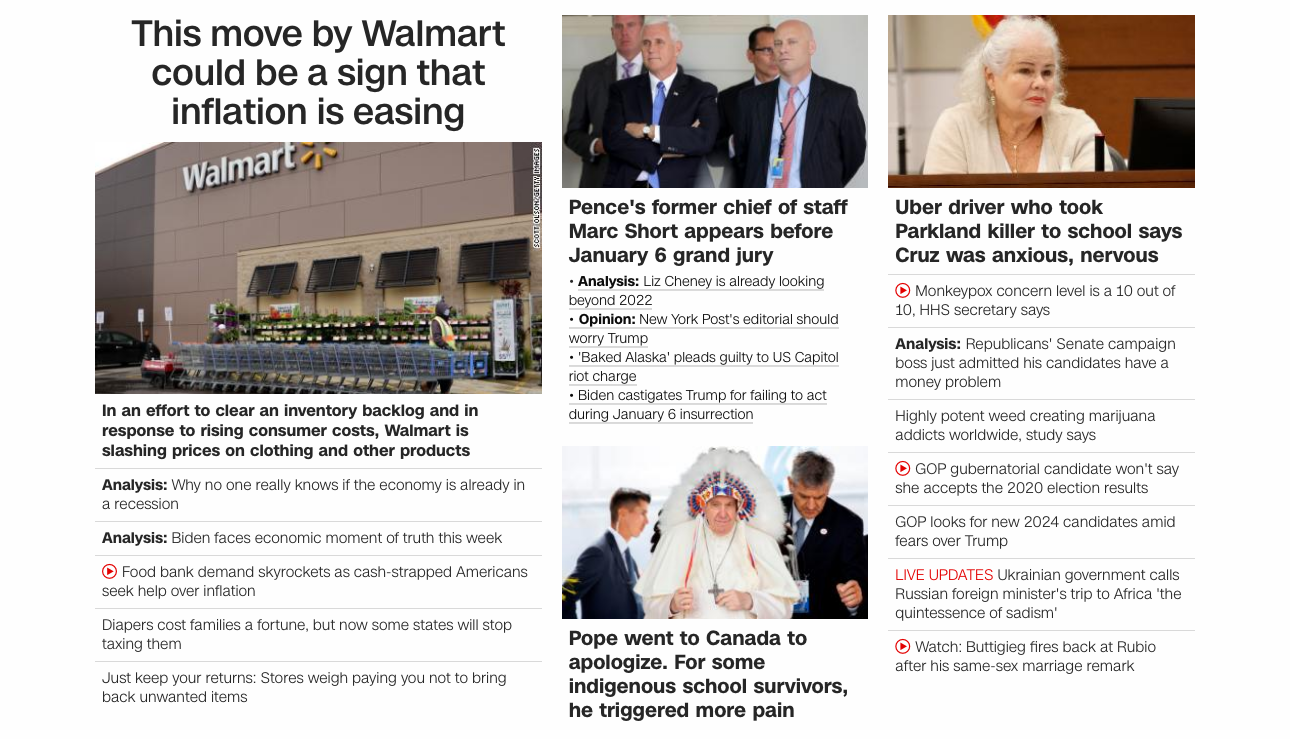 This move by Walmart
could be a sign that
inflation is easing
Walmart
SCOTT OLSON/GETTY IMAGES
In an effort to clear an inventory backlog and in
response to rising consumer costs, Walmart is
slashing prices on clothing and other products
Analysis: Why no one really knows if the economy is already in
a recession
Analysis: Biden faces economic moment of truth this week
Food bank demand skyrockets as cash-strapped Americans
seek help over inflation
Diapers cost families a fortune, but now some states will stop
taxing them
Just keep your returns: Stores weigh paying you not to bring
back unwanted items
Pence's former chief of staff
Marc Short appears before
January 6 grand jury
• Analysis: Liz Cheney is already looking
beyond 2022
• Opinion: New York Post's editorial should
worry Trump
• 'Baked Alaska' pleads guilty to US Capitol
riot charge
• Biden castigates Trump for failing to act
during January 6 insurrection
Pope went to Canada to
apologize. For some
indigenous school survivors,
he triggered more pain
Uber driver who took
Parkland killer to school says
Cruz was anxious, nervous
Monkeypox concern level is a 10 out of
10, HHS secretary says
Analysis: Republicans' Senate campaign
boss just admitted his candidates have a
money problem
Highly potent weed creating marijuana
addicts worldwide, study says
GOP gubernatorial candidate won't say
she accepts the 2020 election results
GOP looks for new 2024 candidates amid
fears over Trump
LIVE UPDATES Ukrainian government calls
Russian foreign minister's trip to Africa 'the
quintessence of sadism'
Watch: Buttigieg fires back at Rubio
after his same-sex marriage remark